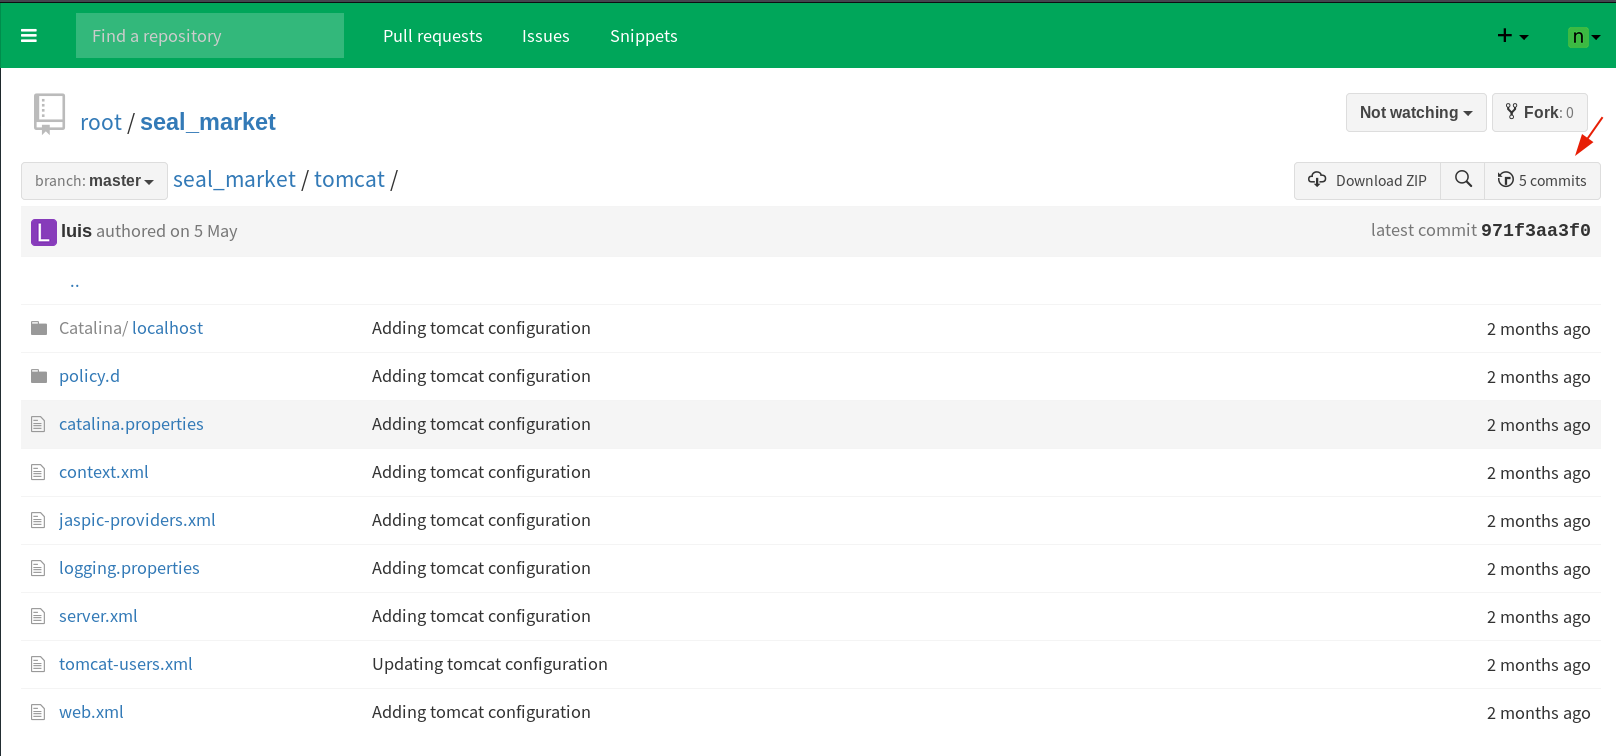 Find a repository Pull requests Issues Snippets n
root / seal_market Not watching Fork: 0
branch: master seal_market / tomcat / Download ZIP 5 commits
L luis authored on 5 May latest commit 971f3aa3f0
..
Catalina/ localhost Adding tomcat configuration 2 months ago
policy.d Adding tomcat configuration 2 months ago
catalina.properties Adding tomcat configuration 2 months ago
context.xml Adding tomcat configuration 2 months ago
jaspic-providers.xml Adding tomcat configuration 2 months ago
logging.properties Adding tomcat configuration 2 months ago
server.xml Adding tomcat configuration 2 months ago
tomcat-users.xml Updating tomcat configuration 2 months ago
web.xml Adding tomcat configuration 2 months ago